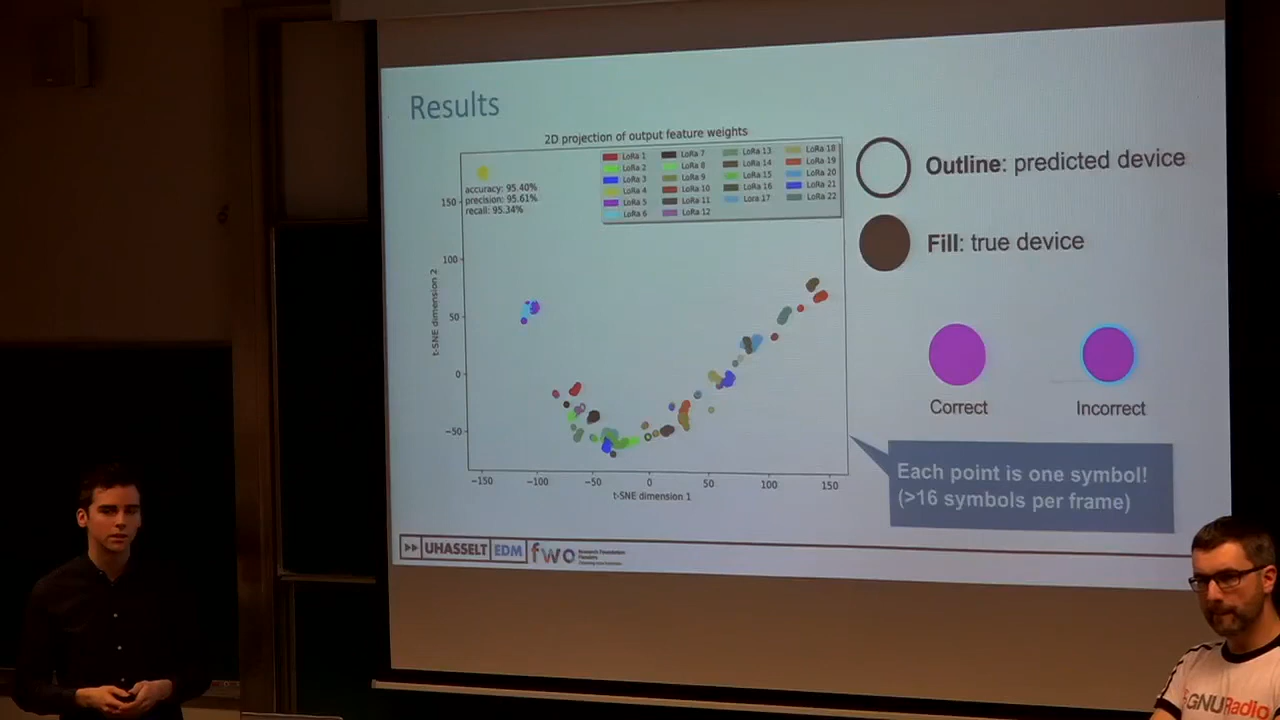 Results
2D projection of output feature weights
accuracy: 95.40%
precision: 95.61%
recall: 95.34%
LoRa 1
LoRa 2
LoRa 3
LoRa 4
LoRa 5
LoRa 6
LoRa 7
LoRa 8
LoRa 9
LoRa 10
LoRa 11
LoRa 12
LoRa 13
LoRa 14
LoRa 15
LoRa 16
Lora 17
LoRa 18
LoRa 19
LoRa 20
LoRa 21
LoRa 22
t-SNE dimension 2
150
100
50
0
−50
−150
−100
−50
0
50
100
150
t-SNE dimension 1
Outline: predicted device
Fill: true device
Correct
Incorrect
Each point is one symbol!
(>16 symbols per frame)
UHASSELT EDM fwo
Research Foundation
Flanders
GNURadio